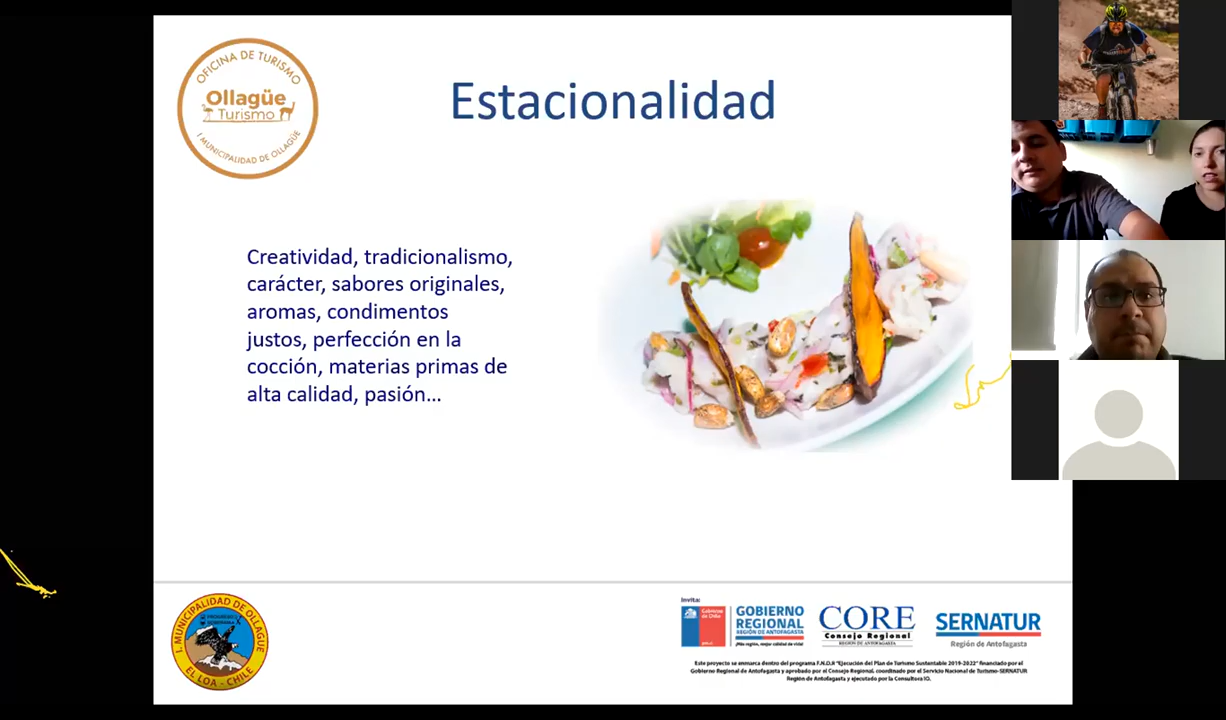 OFICINA DE TURISMO
Ollagüe
Turismo
I MUNICIPALIDAD DE OLLAGÜE
Estacionalidad
Creatividad, tradicionalismo,
carácter, sabores originales,
aromas, condimentos
justos, perfección en la
cocción, materias primas de
alta calidad, pasión...
I. MUNICIPALIDAD DE OLLAGUE
EL LOA - CHILE
Invita:
Gobierno
de Chile
GOBIERNO
REGIONAL
REGIÓN DE ANTOFAGASTA
¡Más región, mejor calidad de vida!
CORE
Consejo Regional
REGIÓN DE ANTOFAGASTA
SERNATUR
Región de Antofagasta
Este proyecto se enmarca dentro del programa F.N.D.R "Ejecución del Plan de Turismo Sustentable 2019-2022" financiado por el
Gobierno Regional de Antofagasta y aprobado por el Consejo Regional, coordinado por el Servicio Nacional de Turismo-SERNATUR
Región de Antofagasta y ejecutado por la Consultora IQ.